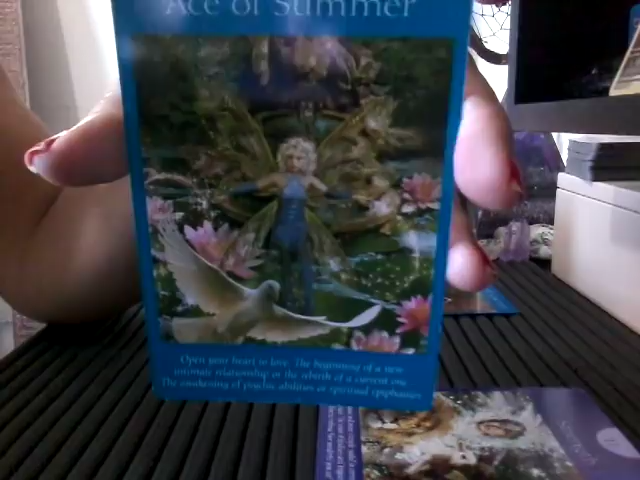 Ace of Summer
Open your heart to love. The beginning of a new
intimate relationship or the rebirth of a current one.
The awakening of psychic abilities or spiritual epiphanies.